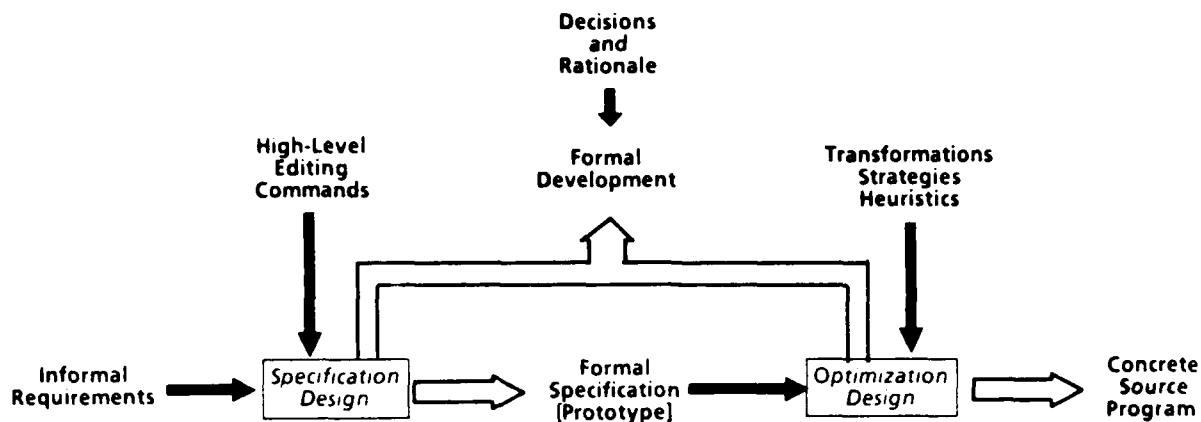 Decisions
and
Rationale
High-Level
Editing
Commands
Formal
Development
Transformations
Strategies
Heuristics
Informal
Requirements
Specification
Design
Formal
Specification
[Prototype]
Optimization
Design
Concrete
Source
Program